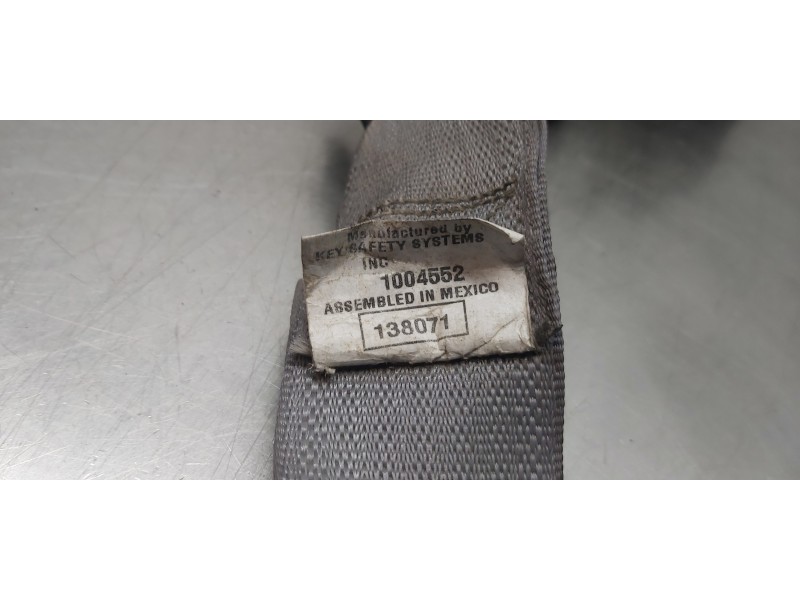 Manufactured by
KEY SAFETY SYSTEMS
INC
1004552
ASSEMBLED IN MEXICO
138071